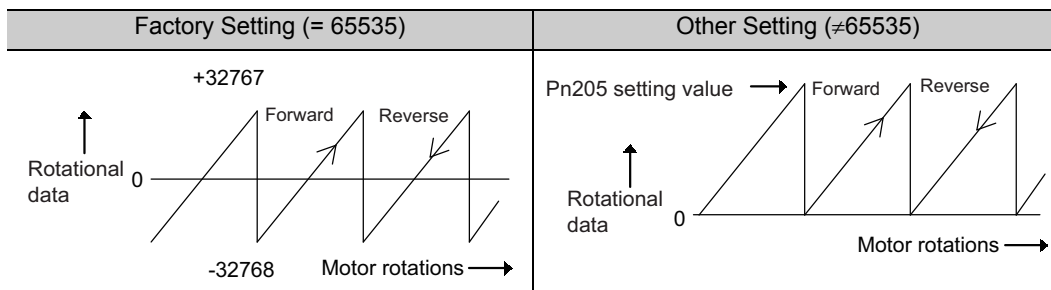 Factory Setting (= 65535)
Other Setting (≠65535)
+32767
Forward
Reverse
Rotational
data
0
-32768
Motor rotations
Pn205 setting value
Forward
Reverse
Rotational
data
0
Motor rotations